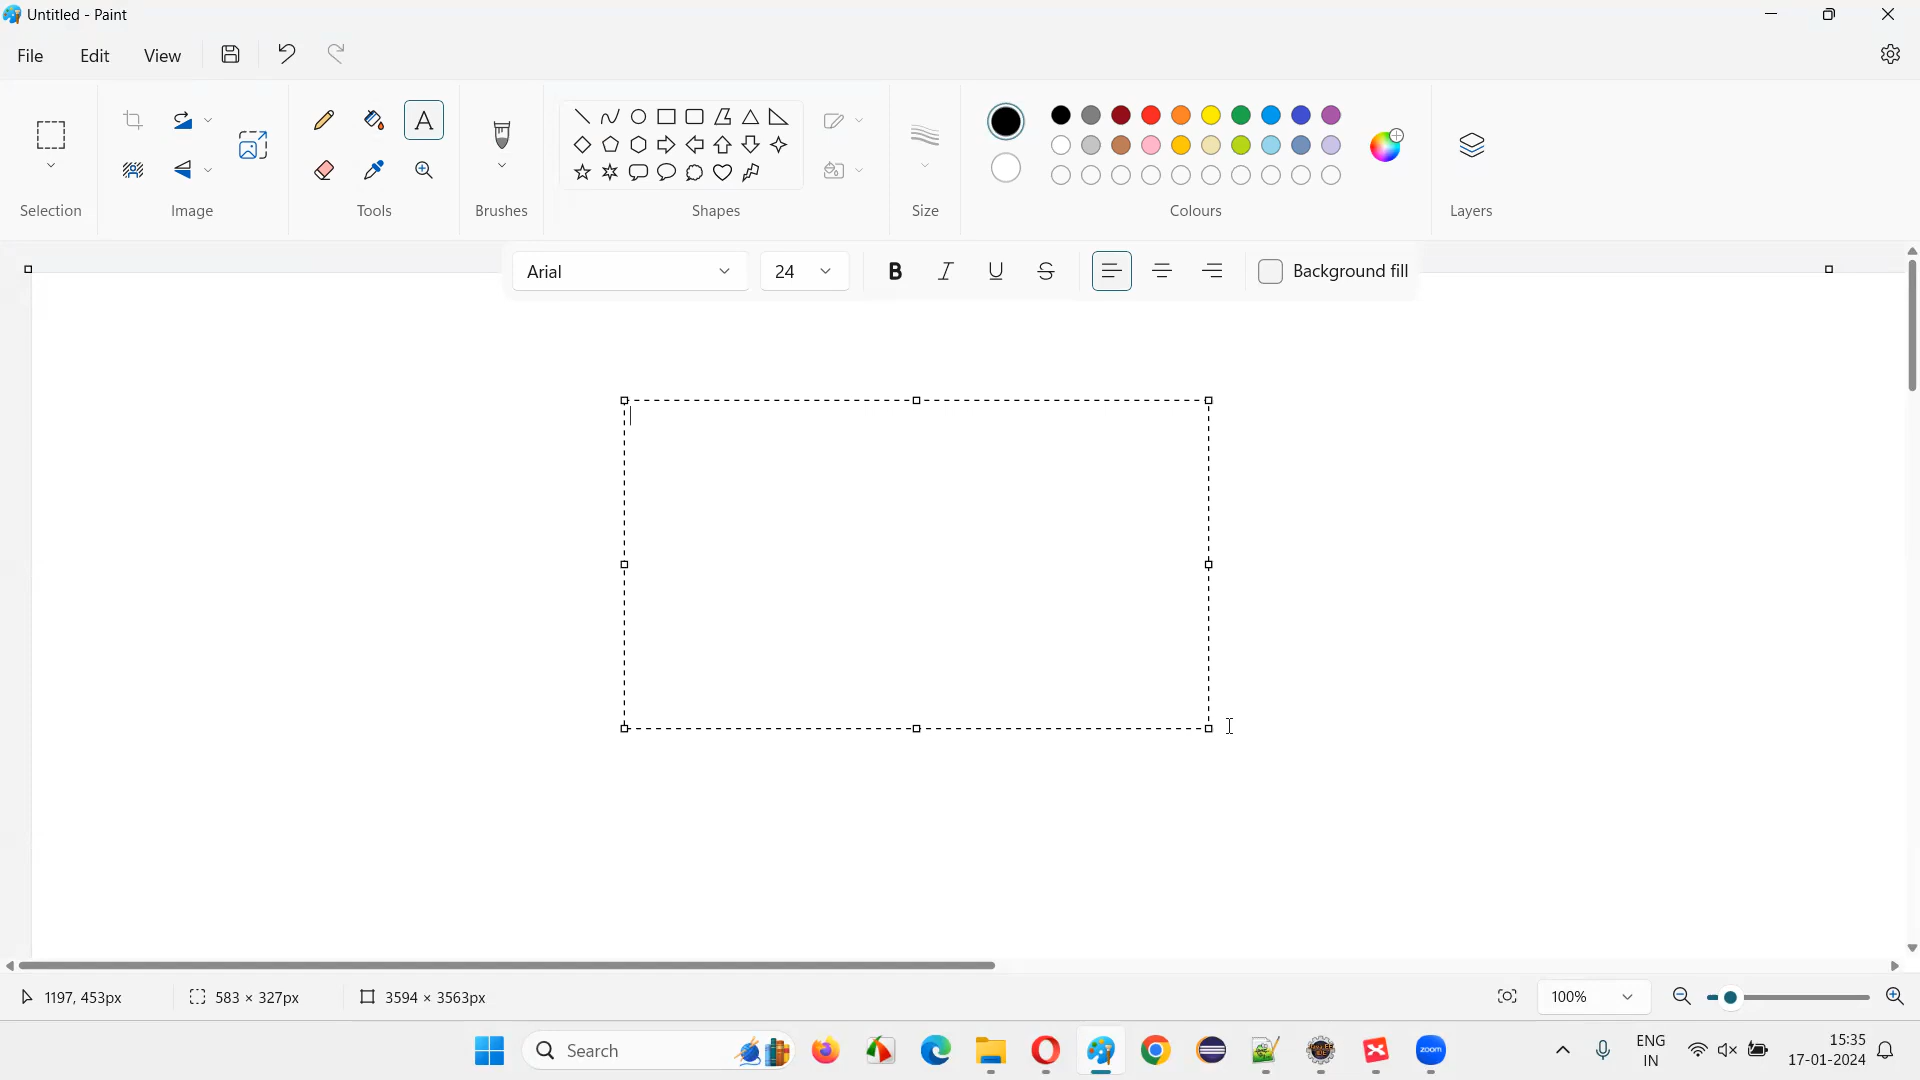 Untitled - Paint
File Edit View
Selection Image Tools Brushes Shapes Size Colours Layers
Arial 24 B I U Background fill
1197, 453px 583 × 327px 3594 × 3563px 100%
Search zoom ENG 15:35
IN 17-01-2024